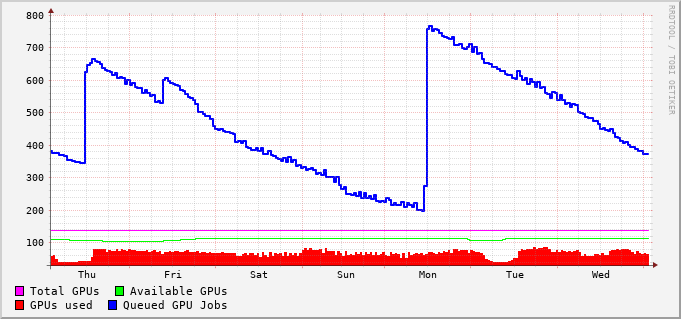 800
700
600
500
400
300
200
100
Thu Fri Sat Sun Mon Tue Wed
Total GPUs Available GPUs
GPUs used Queued GPU Jobs
RRDTOOL / TOBI OETIKER